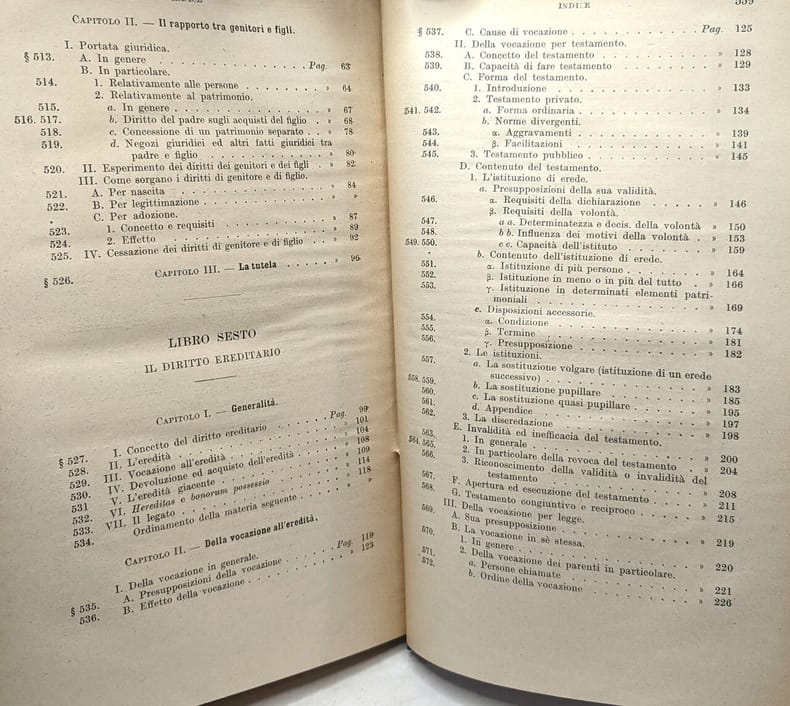 INDICE
CAPITOLO II. — Il rapporto tra genitori e figli.
I. Portata giuridica.
§ 513. A. In genere . . . . . . . . Pag. 63
B. In particolare.
514. 1. Relativamente alle persone . . . . . » 64
2. Relativamente al patrimonio.
515. a. In genere . . . . . . . . » 67
516. 517. b. Diritto del padre sugli acquisti del figlio . » 68
518. c. Concessione di un patrimonio separato . . » 78
519. d. Negozi giuridici ed altri fatti giuridici tra
padre e figlio . . . . . . . » 80
520. II. Esperimento dei diritti dei genitori e dei figli . . » 82
III. Come sorgono i diritti di genitore e di figlio.
521. A. Per nascita . . . . . . . . » 84
522. B. Per legittimazione . . . . . . . » »
C. Per adozione.
523. 1. Concetto e requisiti . . . . . . » 87
524. 2. Effetto . . . . . . . . » 89
525. IV. Cessazione dei diritti di genitore e di figlio . . » 92
§ 526. CAPITOLO III. — La tutela . . . . . » 96
LIBRO SESTO
IL DIRITTO EREDITARIO
CAPITOLO I. — Generalità.
§ 527. I. Concetto del diritto ereditario . . . . Pag. 99
528. II. L'eredità . . . . . . . . » 101
529. III. Vocazione all'eredità . . . . . . » 104
530. IV. Devoluzione ed acquisto dell'eredità . . . » 108
531 V. L'eredità giacente . . . . . . » 109
532. VI. Hereditas e bonorum possessio . . . . » 114
533. VII. Il legato . . . . . . . . » 118
534. Ordinamento della materia seguente . . . . » »
CAPITOLO II. — Della vocazione all'eredità.
I. Della vocazione in generale.
§ 535. A. Presupposizioni della vocazione . . . Pag. 119
536. B. Effetto della vocazione . . . . . . » 123
INDICE 559
§ 537. C. Cause di vocazione . . . . . . Pag. 125
II. Della vocazione per testamento.
538. A. Concetto del testamento . . . . . » 128
539. B. Capacità di fare testamento . . . . » 129
C. Forma del testamento.
540. 1. Introduzione . . . . . . . » 133
2. Testamento privato.
541. 542. a. Forma ordinaria . . . . . . » 134
b. Norme divergenti.
543. α. Aggravamenti . . . . . . » 139
544. β. Facilitazioni . . . . . . » 141
545. 3. Testamento pubblico . . . . . . » 145
D. Contenuto del testamento.
1. L'istituzione di erede.
a. Presupposizioni della sua validità.
546. α. Requisiti della dichiarazione . . . » 146
β. Requisiti della volontà.
547. a a. Determinatezza e decis. della volontà » 150
548. b b. Influenza dei motivi della volontà . » 153
549. 550. c c. Capacità dell'istituto . . . . » 159
b. Contenuto dell'istituzione di erede.
551. α. Istituzione di più persone . . . . » 164
552. β. Istituzione in meno o in più del tutto . » 166
553. γ. Istituzione in determinati elementi patri-
moniali . . . . . . . . » 169
c. Disposizioni accessorie.
554. α. Condizione . . . . . . . » 174
555. β. Termine . . . . . . . » 181
556. γ. Presupposizione . . . . . . » 182
2. Le istituzioni.
557. a. La sostituzione volgare (istituzione di un erede
successivo) . . . . . . . » 183
558. 559. b. La sostituzione pupillare . . . . » 185
560. c. La sostituzione quasi pupillare . . . » 195
561. d. Appendice . . . . . . . » 197
562. 3. La diseredazione . . . . . . » 198
E. Invalidità ed inefficacia del testamento.
563. 1. In generale . . . . . . . » 200
564. 565. 2. In particolare della revoca del testamento . » 204
566. 3. Riconoscimento della validità o invalidità del
testamento . . . . . . . » 208
567. F. Apertura ed esecuzione del testamento . . » 211
568. G. Testamento congiuntivo e reciproco . . . » 215
III. Della vocazione per legge.
569. A. Sua presupposizione . . . . . . » 219
B. La vocazione in sè stessa.
570. 1. In genere . . . . . . . » 220
2. Della vocazione dei parenti in particolare.
571. a. Persone chiamate . . . . . . » 221
572. b. Ordine della vocazione . . . . . » 226